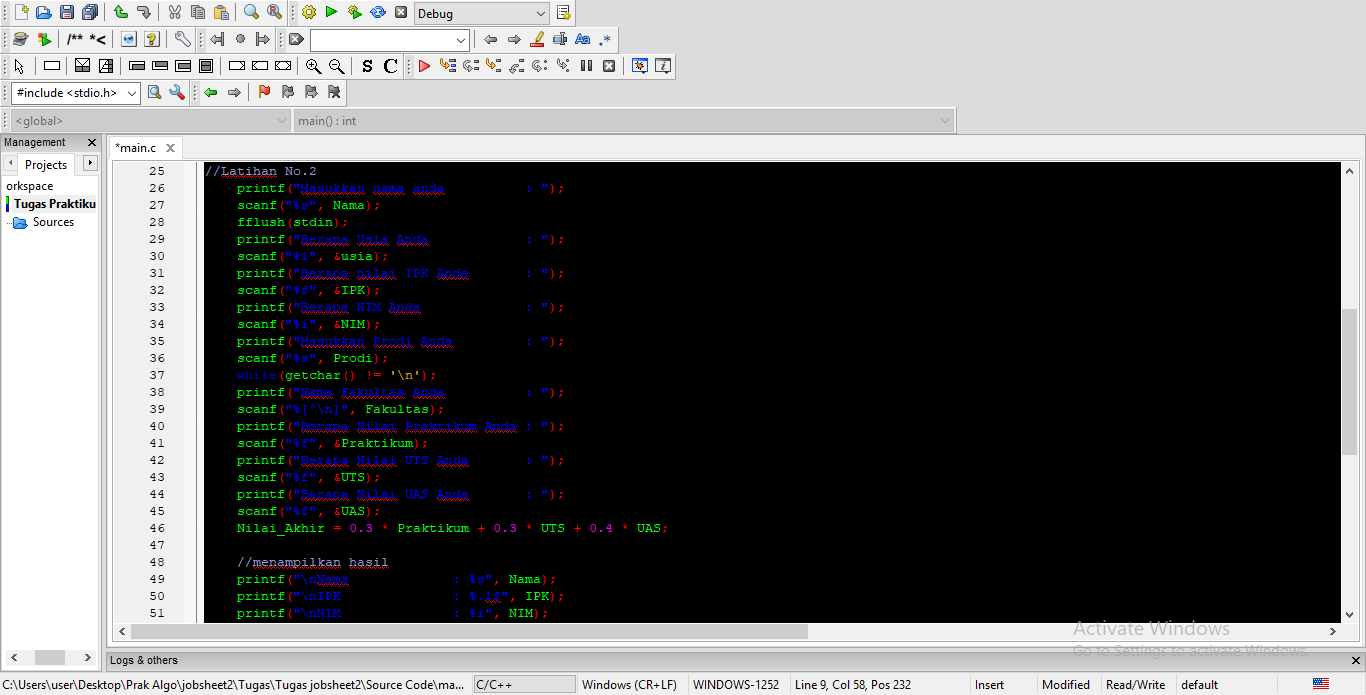 Debug
/** *<
S C
Aa .*
#include <stdio.h>
<global>
main() : int
Management
*main.c
Projects
orkspace
Tugas Praktiku
Sources
25 //Latihan No.2
26 printf("Masukkan nama anda : ");
27 scanf("%s", Nama);
28 fflush(stdin);
29 printf("Berapa Usia Anda : ");
30 scanf("%i", &usia);
31 printf("Berapa nilai IPK Anda : ");
32 scanf("%f", &IPK);
33 printf("Berapa NIM Anda : ");
34 scanf("%i", &NIM);
35 printf("Masukkan Prodi Anda : ");
36 scanf("%s", Prodi);
37 while(getchar() != '\n');
38 printf("Nama Fakultas Anda : ");
39 scanf("%[^\n]", Fakultas);
40 printf("Berapa Nilai Praktikum Anda : ");
41 scanf("%f", &Praktikum);
42 printf("Berapa Nilai UTS Anda : ");
43 scanf("%f", &UTS);
44 printf("Berapa Nilai UAS Anda : ");
45 scanf("%f", &UAS);
46 Nilai_Akhir = 0.3 * Praktikum + 0.3 * UTS + 0.4 * UAS;
47
48 //menampilkan hasil
49 printf("\nNama : %s", Nama);
50 printf("\nIPK : %.1f", IPK);
51 printf("\nNIM : %i", NIM);
Activate Windows
Go to Settings to activate Windows.
Logs & others
C:\Users\user\Desktop\Prak Algo\jobsheet2\Tugas\Tugas jobsheet2\Source Code\ma... C/C++ Windows (CR+LF) WINDOWS-1252 Line 9, Col 58, Pos 232 Insert Modified Read/Write default